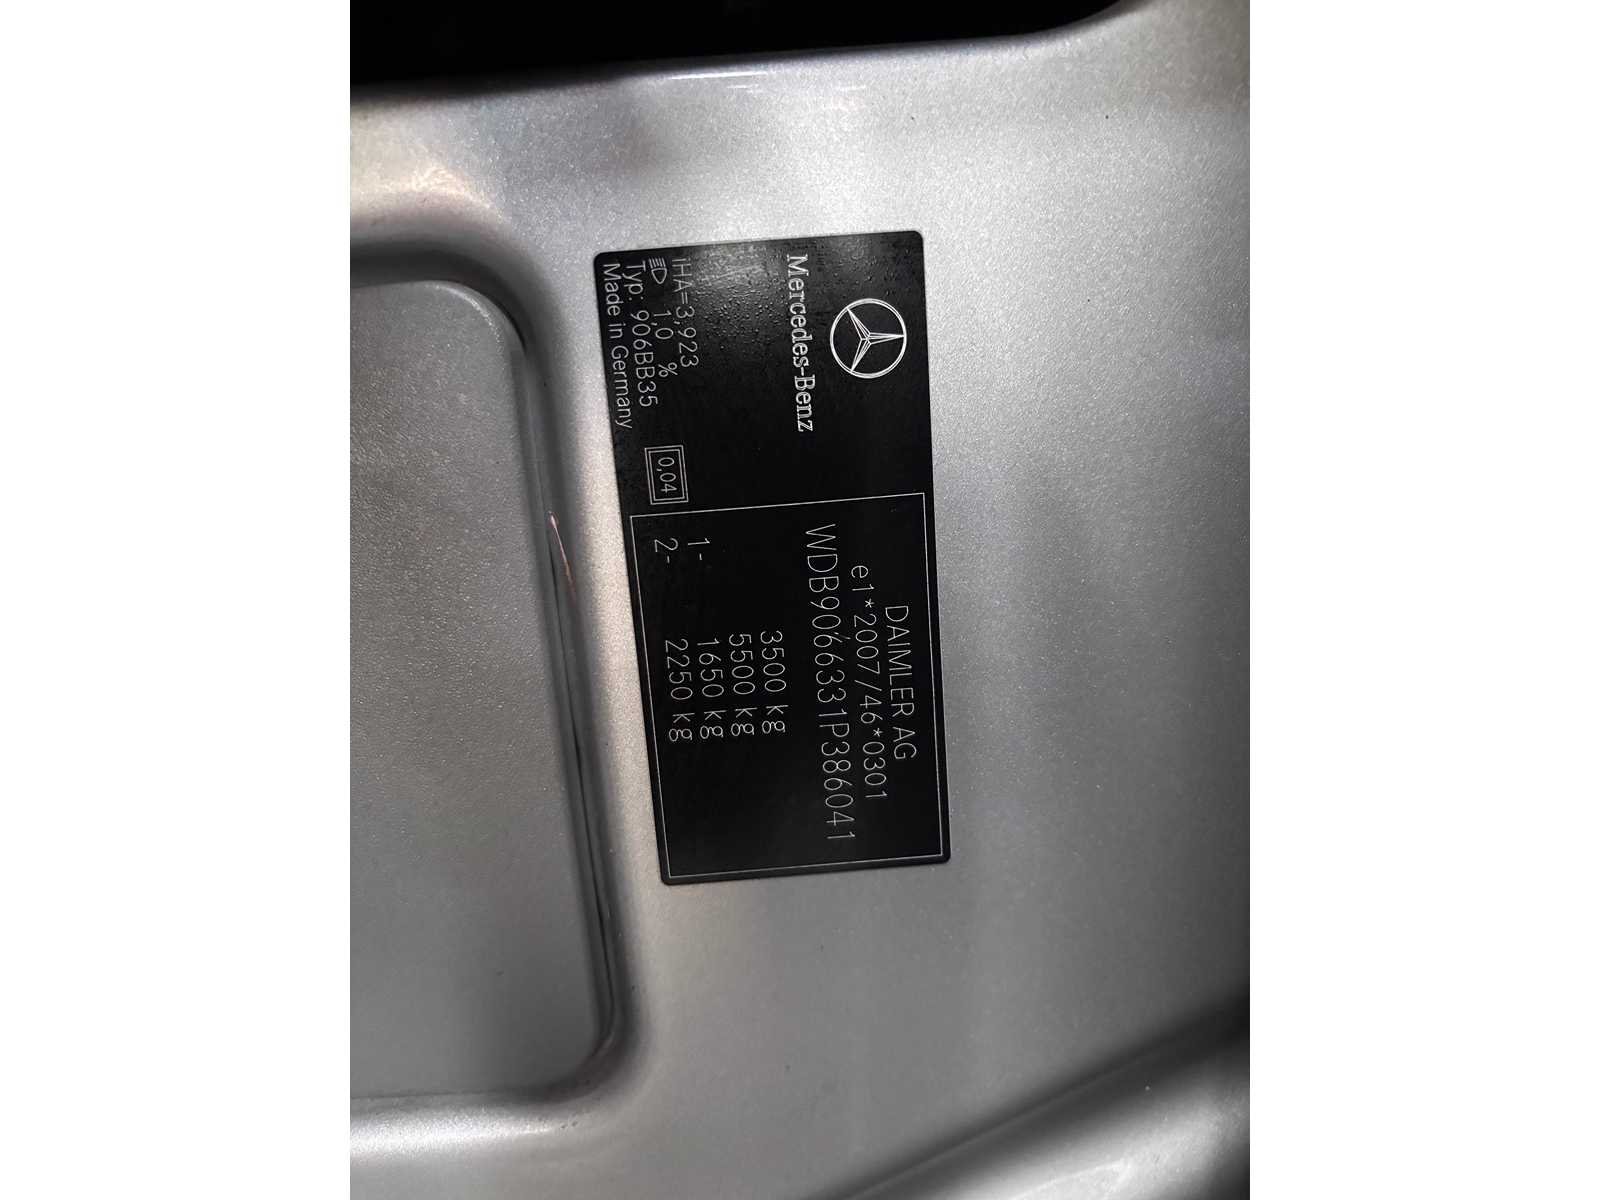 Mercedes-Benz
iHA=3,923
1,0 %
Typ: 906BB35
Made in Germany
0,04
DAIMLER AG
e1*2007/46*0301
WDB9066331P386041
3500 kg
5500 kg
1- 1650 kg
2- 2250 kg